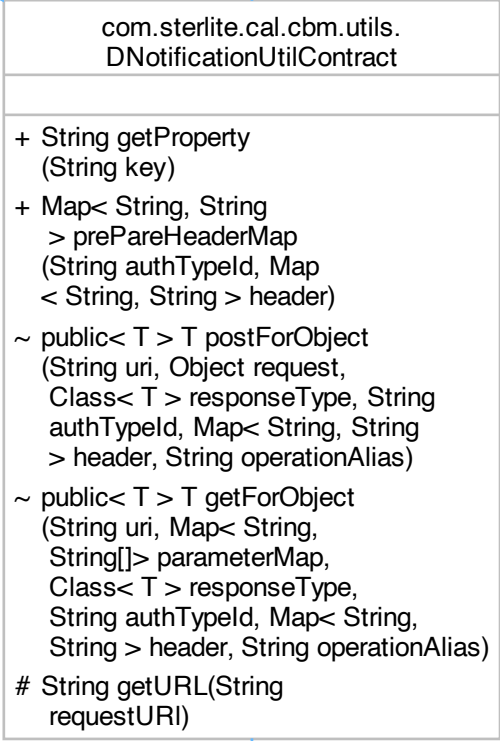 com.sterlite.cal.cbm.utils.
DNotificationUtilContract
+ String getProperty
(String key)
+ Map< String, String
> prePareHeaderMap
(String authTypeId, Map
< String, String > header)
~ public< T > T postForObject
(String uri, Object request,
Class< T > responseType, String
authTypeId, Map< String, String
> header, String operationAlias)
~ public< T > T getForObject
(String uri, Map< String,
String[]> parameterMap,
Class< T > responseType,
String authTypeId, Map< String,
String > header, String operationAlias)
# String getURL(String
requestURI)